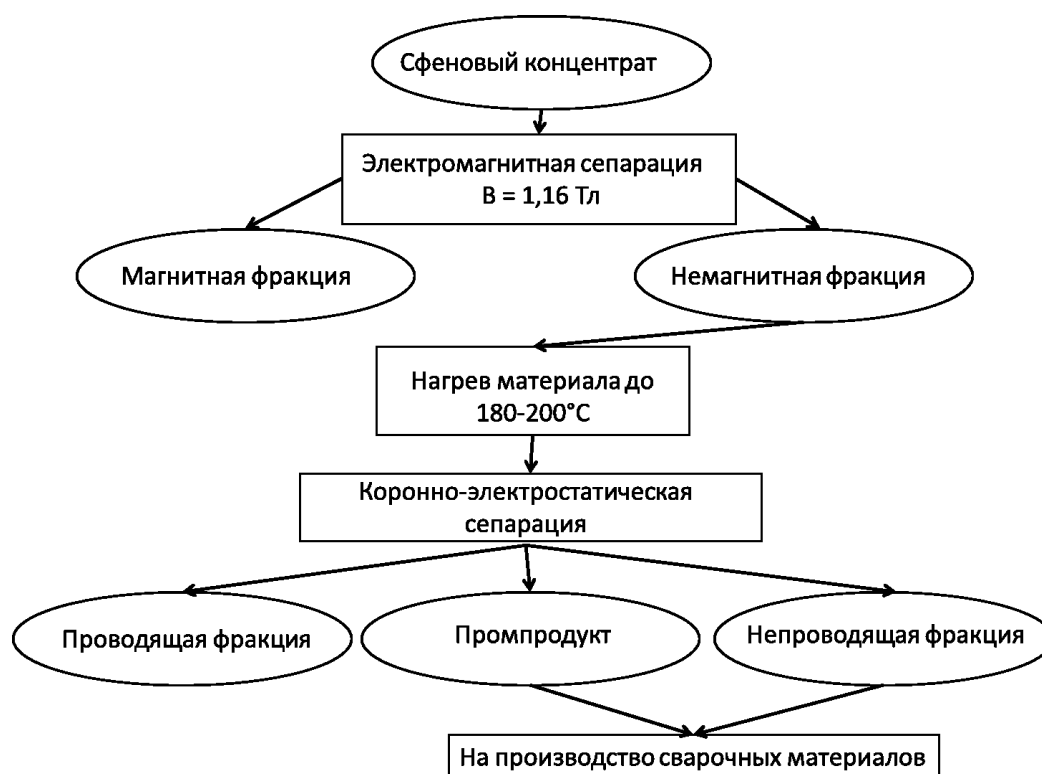 Сфеновый концентрат
Электромагнитная сепарация
В = 1,16 Тл
Магнитная фракция
Немагнитная фракция
Нагрев материала до
180-200°С
Коронно-электростатическая
сепарация
Проводящая фракция
Промпродукт
Непроводящая фракция
На производство сварочных материалов